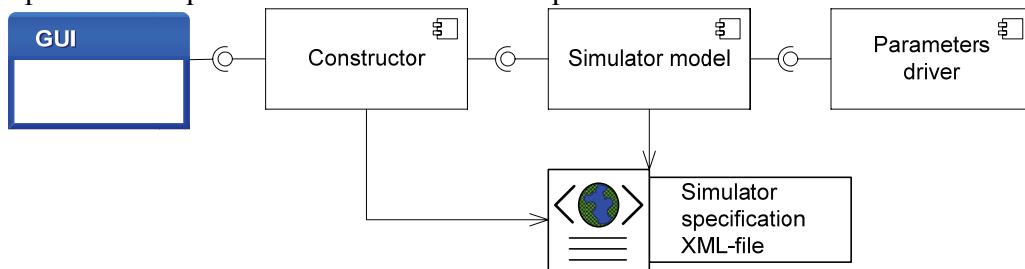 GUI
Constructor
Simulator model
Parameters
driver
Simulator
specification
XML-file